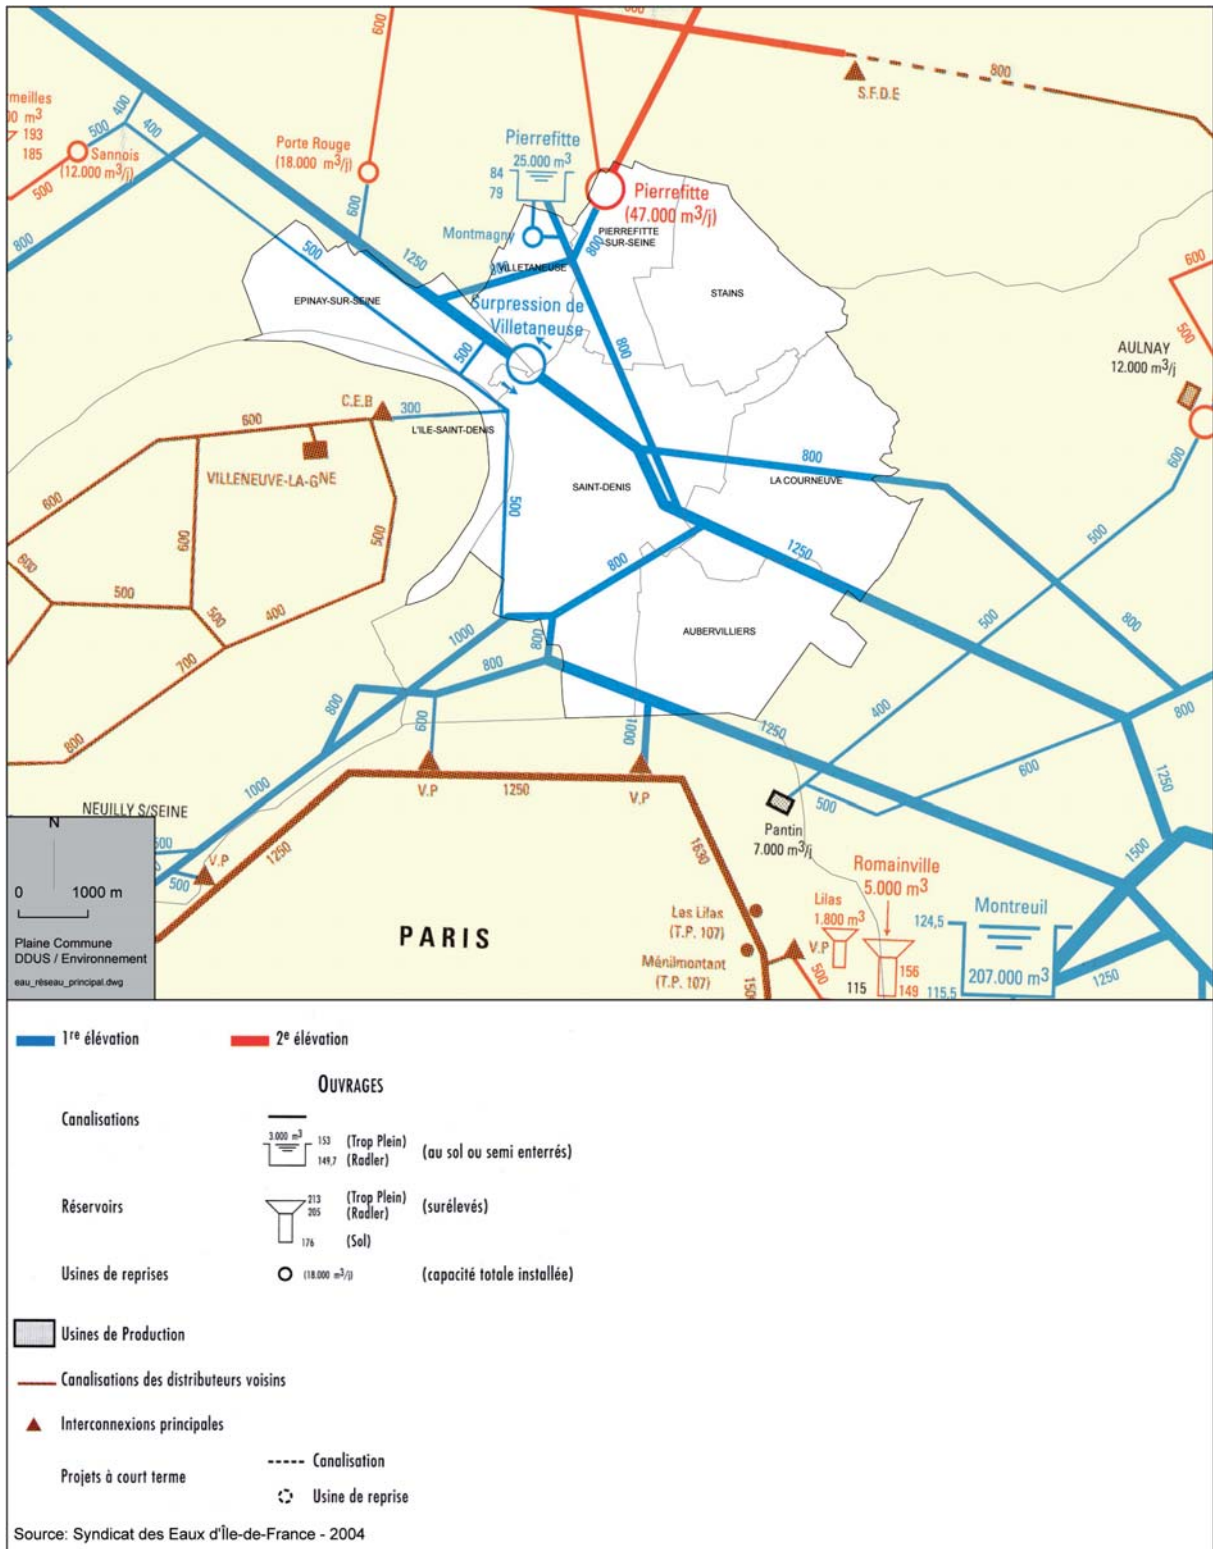 600
800
S.F.D.E
rmeilles
00 m³
193
185
400
500
400
Sannois
(12.000 m³/j)
500
800
Porte Rouge
(18.000 m³/j)
600
Pierrefitte
25.000 m³
84
79
Montmagny
Pierrefitte
(47.000 m³/j)
PIERREFITTE
-SUR-SEINE
800
VILLETANEUSE
800
STAINS
500
1250
EPINAY-SUR-SEINE
Surpression de
Villetaneuse
500
800
600
500
AULNAY
12.000 m³/j
600
C.E.B
300
L'ILE-SAINT-DENIS
600
VILLENEUVE-LA-GNE
SAINT-DENIS
800
LA COURNEUVE
600
600
600
500
500
500
400
500
1250
500
800
500
AUBERVILLIERS
800
1000
800
800
800
700
800
600
1000
400
1250
600
800
1250
1000
V.P
1250
V.P
500
Pantin
7.000 m³/j
1500
NEUILLY S/SEINE
500
500
V.P
1250
1630
N
0 1000 m
Plaine Commune
DDUS / Environnement
eau_réseau_principal.dwg
PARIS
Les Lilas
(T.P. 107)
Ménilmontant
(T.P. 107)
150
V.P
500
Lilas
1.800 m³
115
Romainville
5.000 m³
156
149
Montreuil
124,5
207.000 m³
115,5
1250
1re élévation
2e élévation
OUVRAGES
Canalisations
3.000 m³
153 (Trop Plein)
149,7 (Radler)
(au sol ou semi enterrés)
Réservoirs
213 (Trop Plein)
205 (Radler)
(surélevés)
176 (Sol)
Usines de reprises
(18.000 m³/j)
(capacité totale installée)
Usines de Production
Canalisations des distributeurs voisins
Interconnexions principales
Projets à court terme
Canalisation
Usine de reprise
Source: Syndicat des Eaux d'Île-de-France - 2004